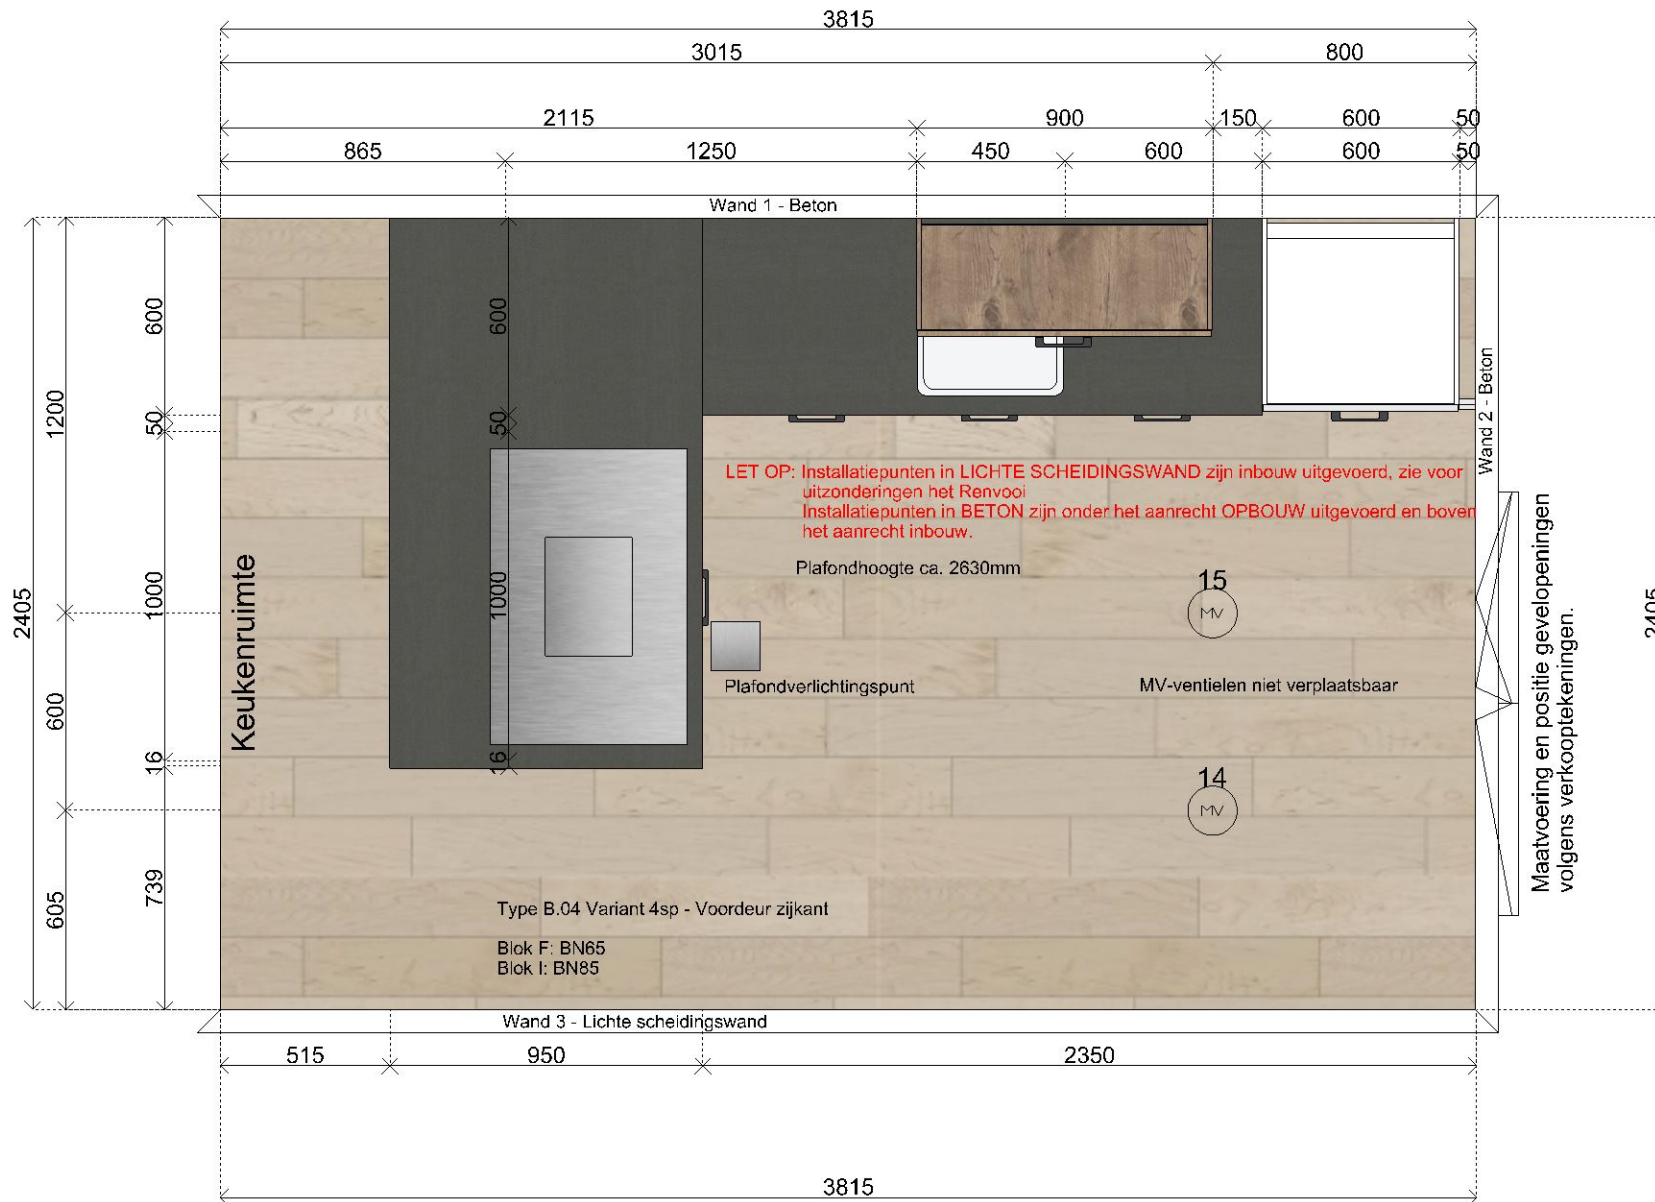 3815
3015 800
2115 900 150 600 50
865 1250 450 600 600 50
Wand 1 - Beton
2405
1200
600
605
600
50
1000
16
739
600
50
1000
16
Wand 2 - Beton
LET OP: Installatiepunten in LICHTE SCHEIDINGSWAND zijn inbouw uitgevoerd, zie voor
uitzonderingen het Renvooi
Installatiepunten in BETON zijn onder het aanrecht OPBOUW uitgevoerd en boven
het aanrecht inbouw.
Plafondhoogte ca. 2630mm
Keukenruimte
15
MV
Plafondverlichtingspunt
MV-ventielen niet verplaatsbaar
14
MV
Maatvoering en positie gevelopeningen
volgens verkooptekeningen.
2405
Type B.04 Variant 4sp - Voordeur zijkant
Blok F: BN65
Blok I: BN85
Wand 3 - Lichte scheidingswand
515 950 2350
3815